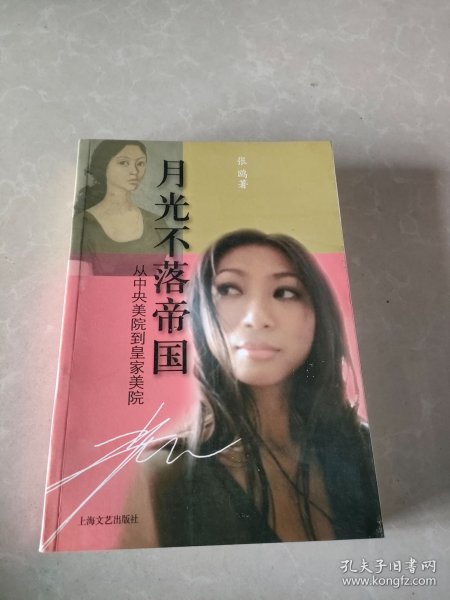 张鸥著
月光不落帝国
从中央美院到皇家美院
上海文艺出版社
孔夫子旧书网
www.kongfz.com